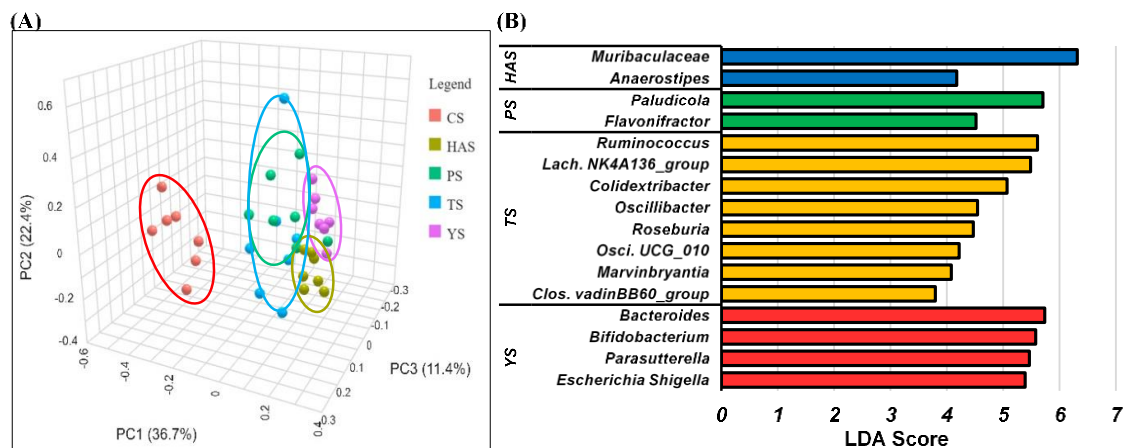 (A)
Legend
CS
HAS
PS
TS
YS
0.6
0.4
0.2
0
-0.2
-0.4
PC2 (22.4%)
-0.6
-0.4
-0.2
0
0.2
0.4
PC1 (36.7%)
-0.3
-0.2
-0.1
0
0.1
0.2
0.3
PC3 (11.4%)
(B)
HAS
Muribaculaceae
Anaerostipes
PS
Paludicola
Flavonifractor
TS
Ruminococcus
Lach. NK4A136_group
Colidextribacter
Oscillibacter
Roseburia
Osci. UCG_010
Marvinbryantia
Clos. vadinBB60_group
YS
Bacteroides
Bifidobacterium
Parasutterella
Escherichia Shigella
0 1 2 3 4 5 6 7
LDA Score